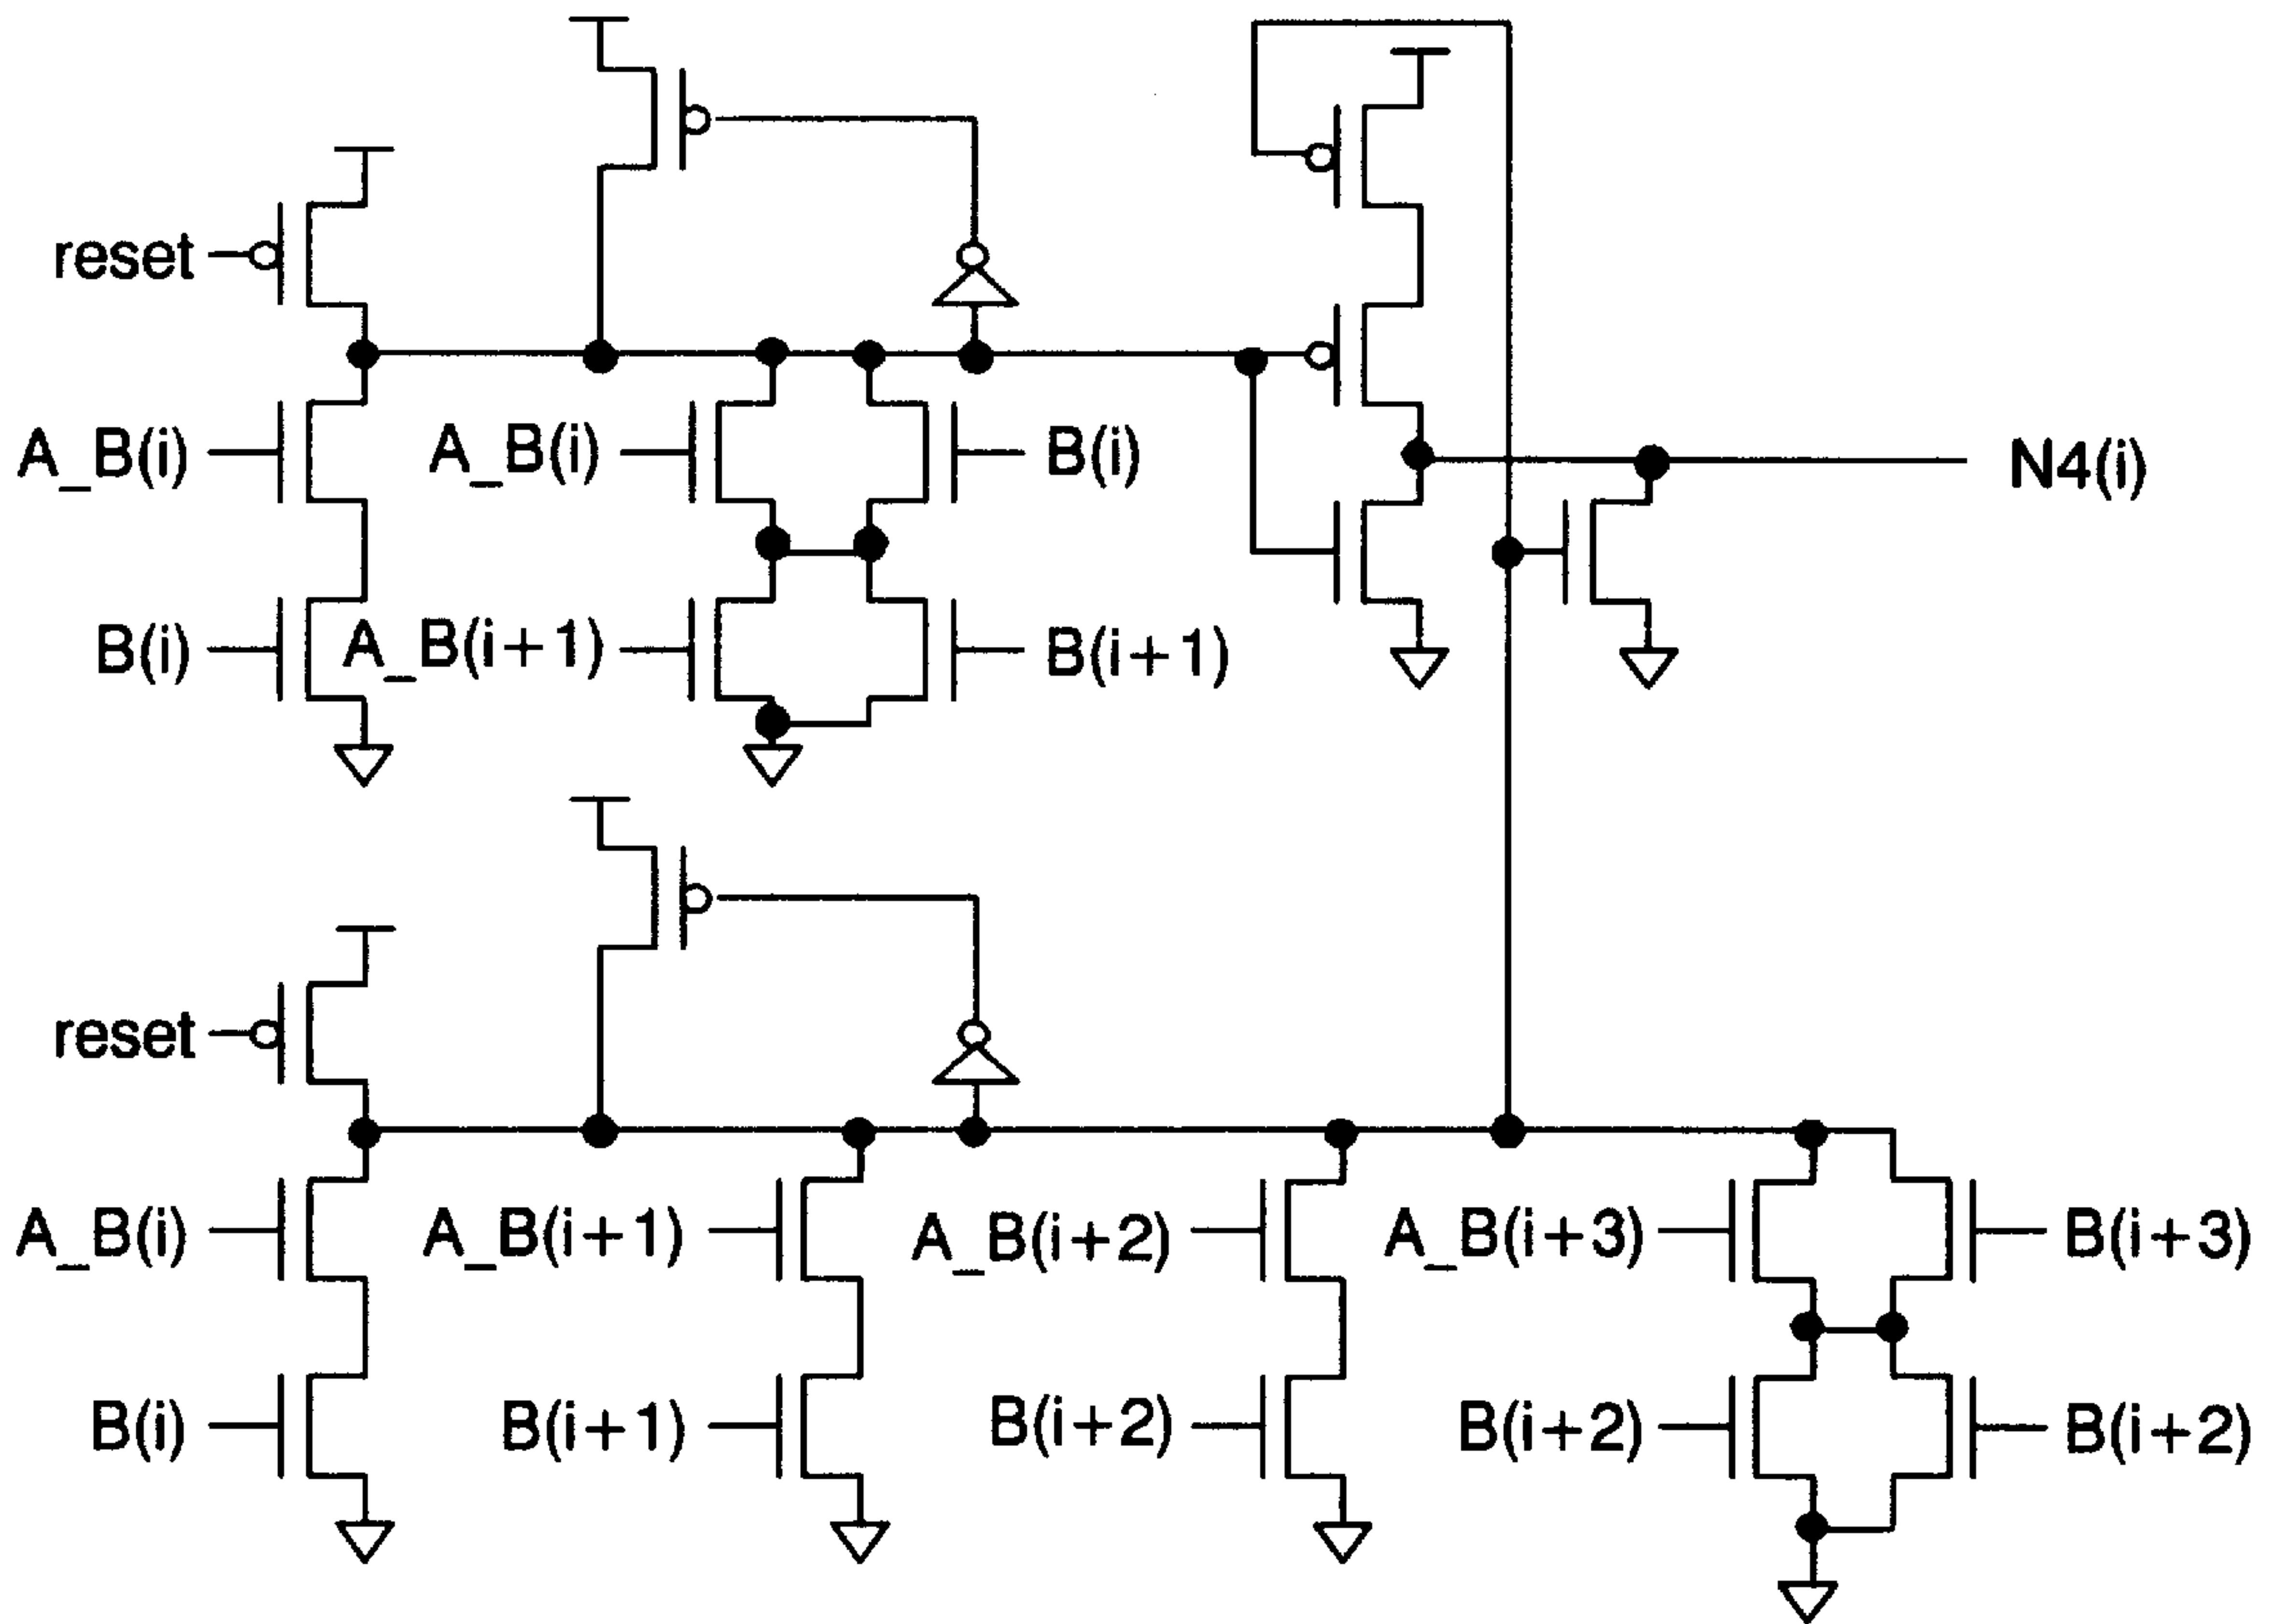 reset
A_B(i)
A_B(i)
B(i)
N4(i)
B(i)
A_B(i+1)
B(i+1)
reset
A_B(i)
A_B(i+1)
A_B(i+2)
A_B(i+3)
B(i+3)
B(i)
B(i+1)
B(i+2)
B(i+2)
B(i+2)